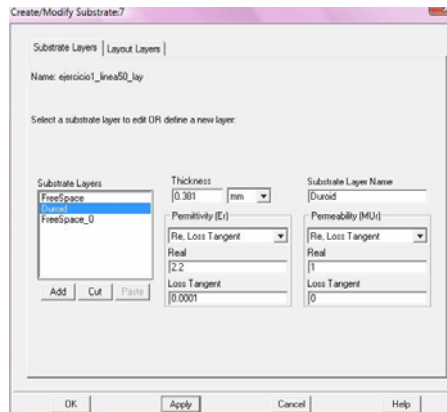 Create/Modify Substrate:7
Substrate Layers
Layout Layers
Name: ejercicio1_linea50_lay
Select a substrate layer to edit OR define a new layer:
Substrate Layers
FreeSpace
Duroid
FreeSpace_0
Add
Cut
Paste
Thickness
0.381
mm
Permittivity (Er)
Re, Loss Tangent
Real
2.2
Loss Tangent
0.0001
Substrate Layer Name
Duroid
Permeability (MUr)
Re, Loss Tangent
Real
1
Loss Tangent
0
OK
Apply
Cancel
Help